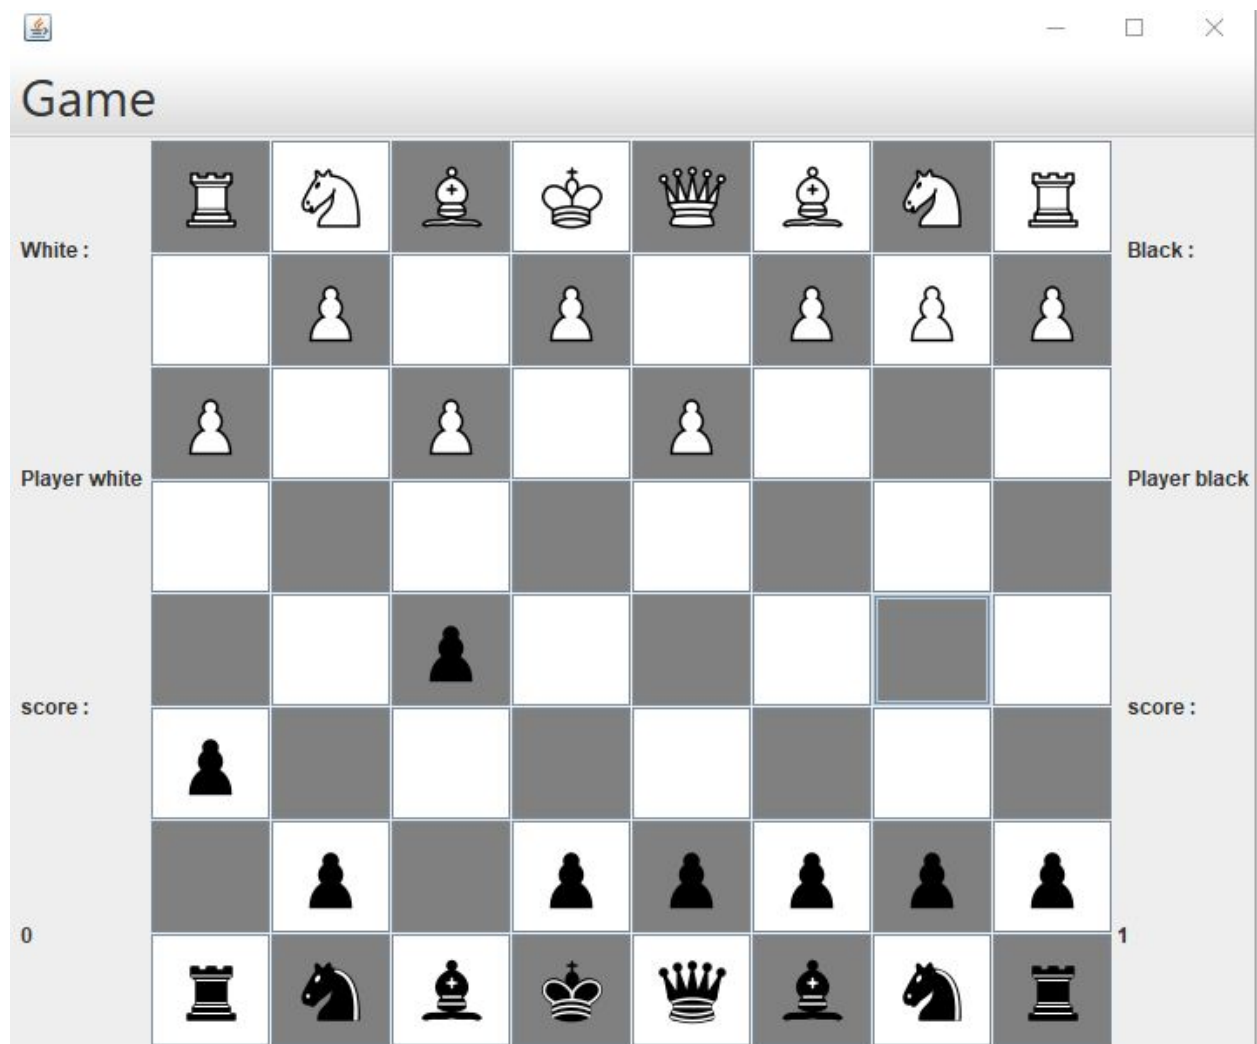 Game
White :
Black :
Player white
Player black
score :
score :
0
1